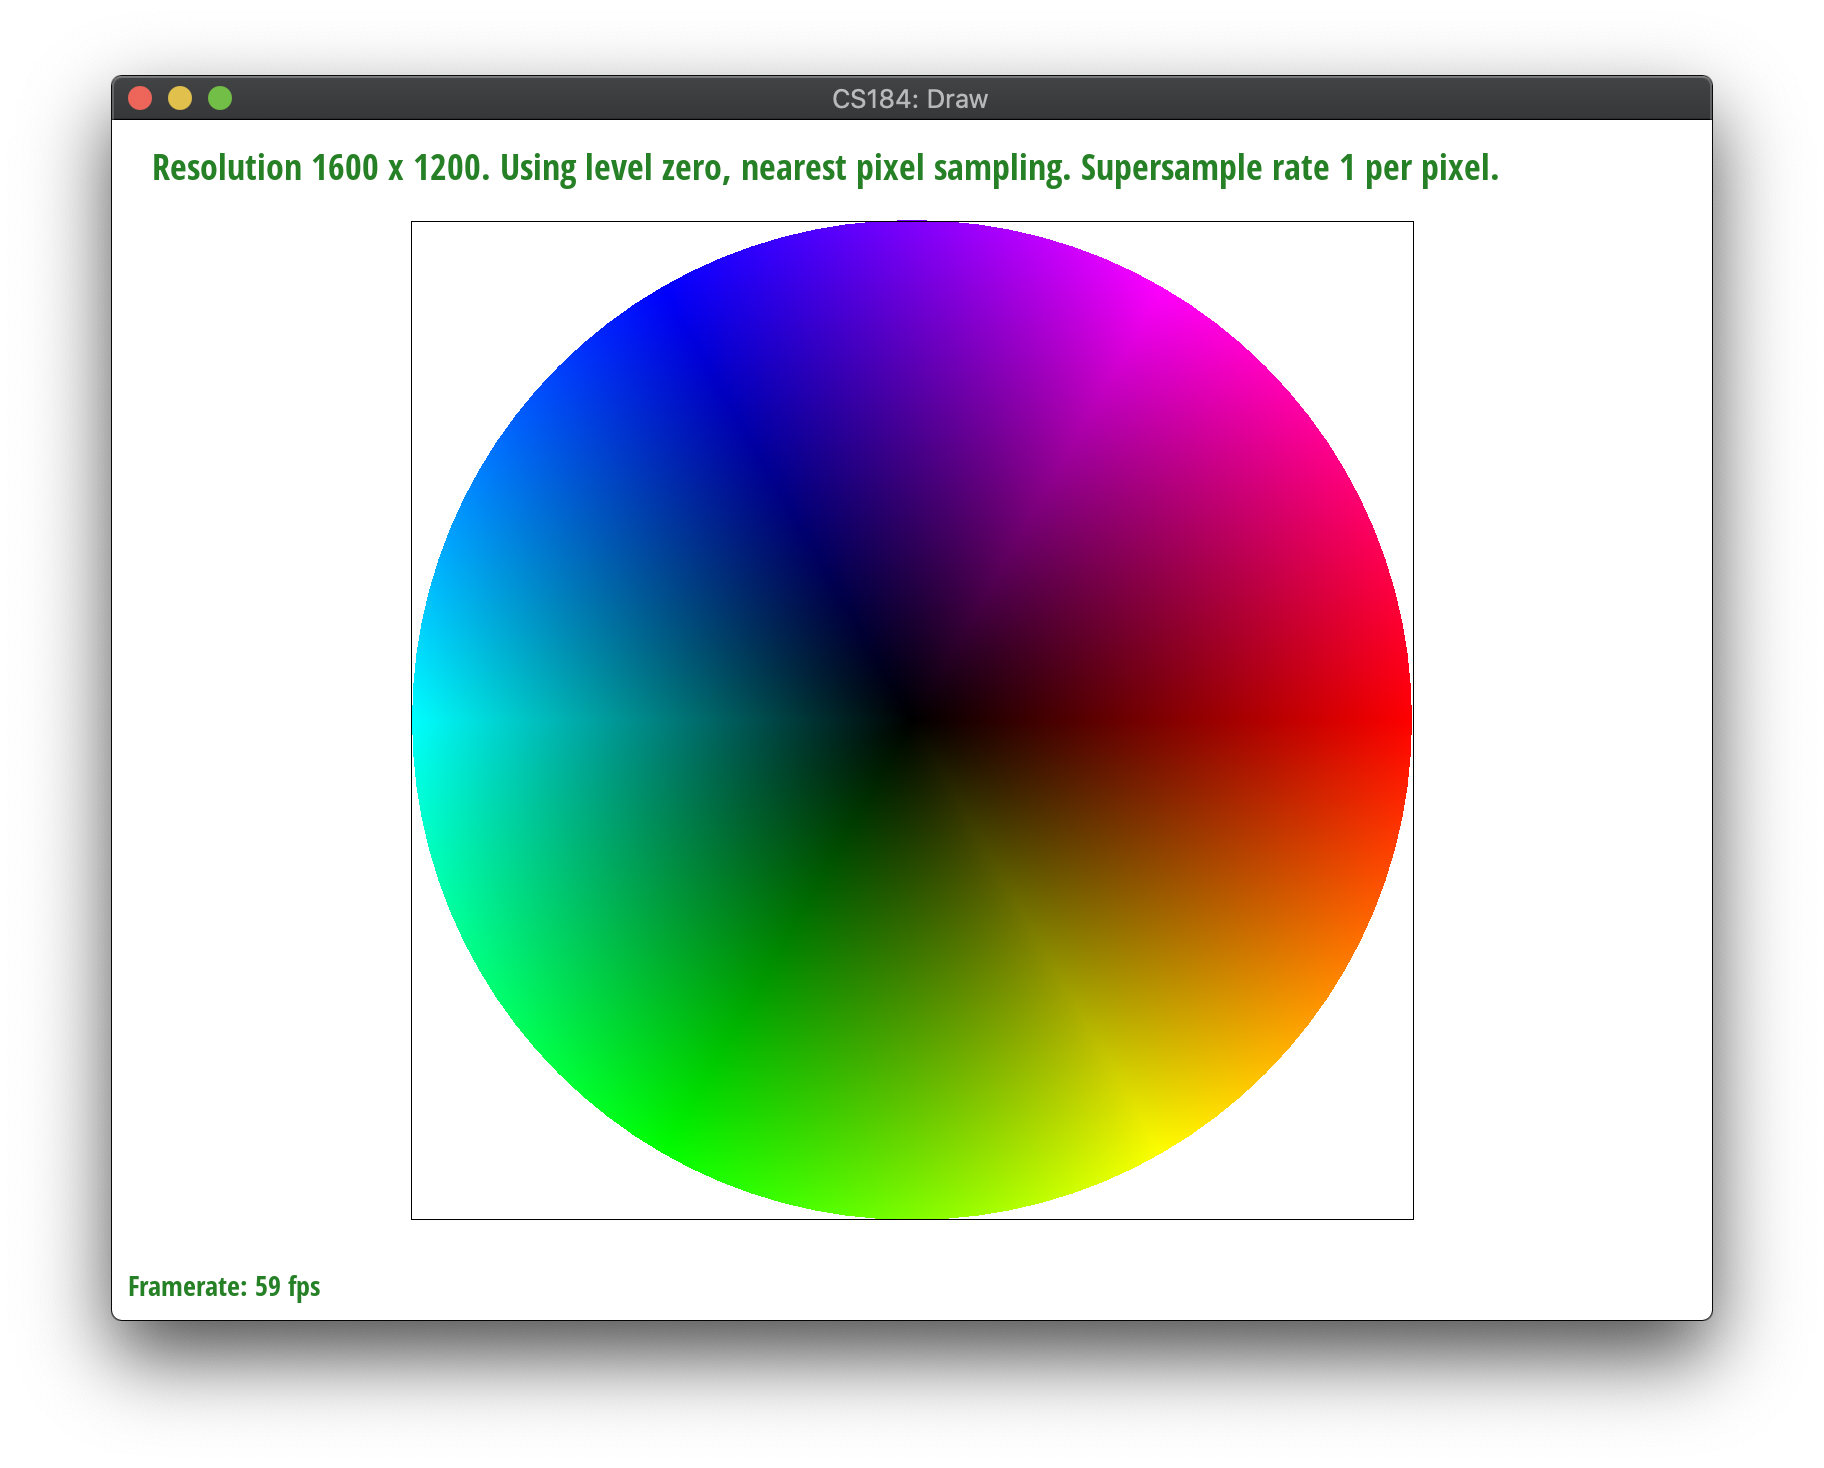 CS184: Draw
Resolution 1600 x 1200. Using level zero, nearest pixel sampling. Supersample rate 1 per pixel.
Framerate: 59 fps